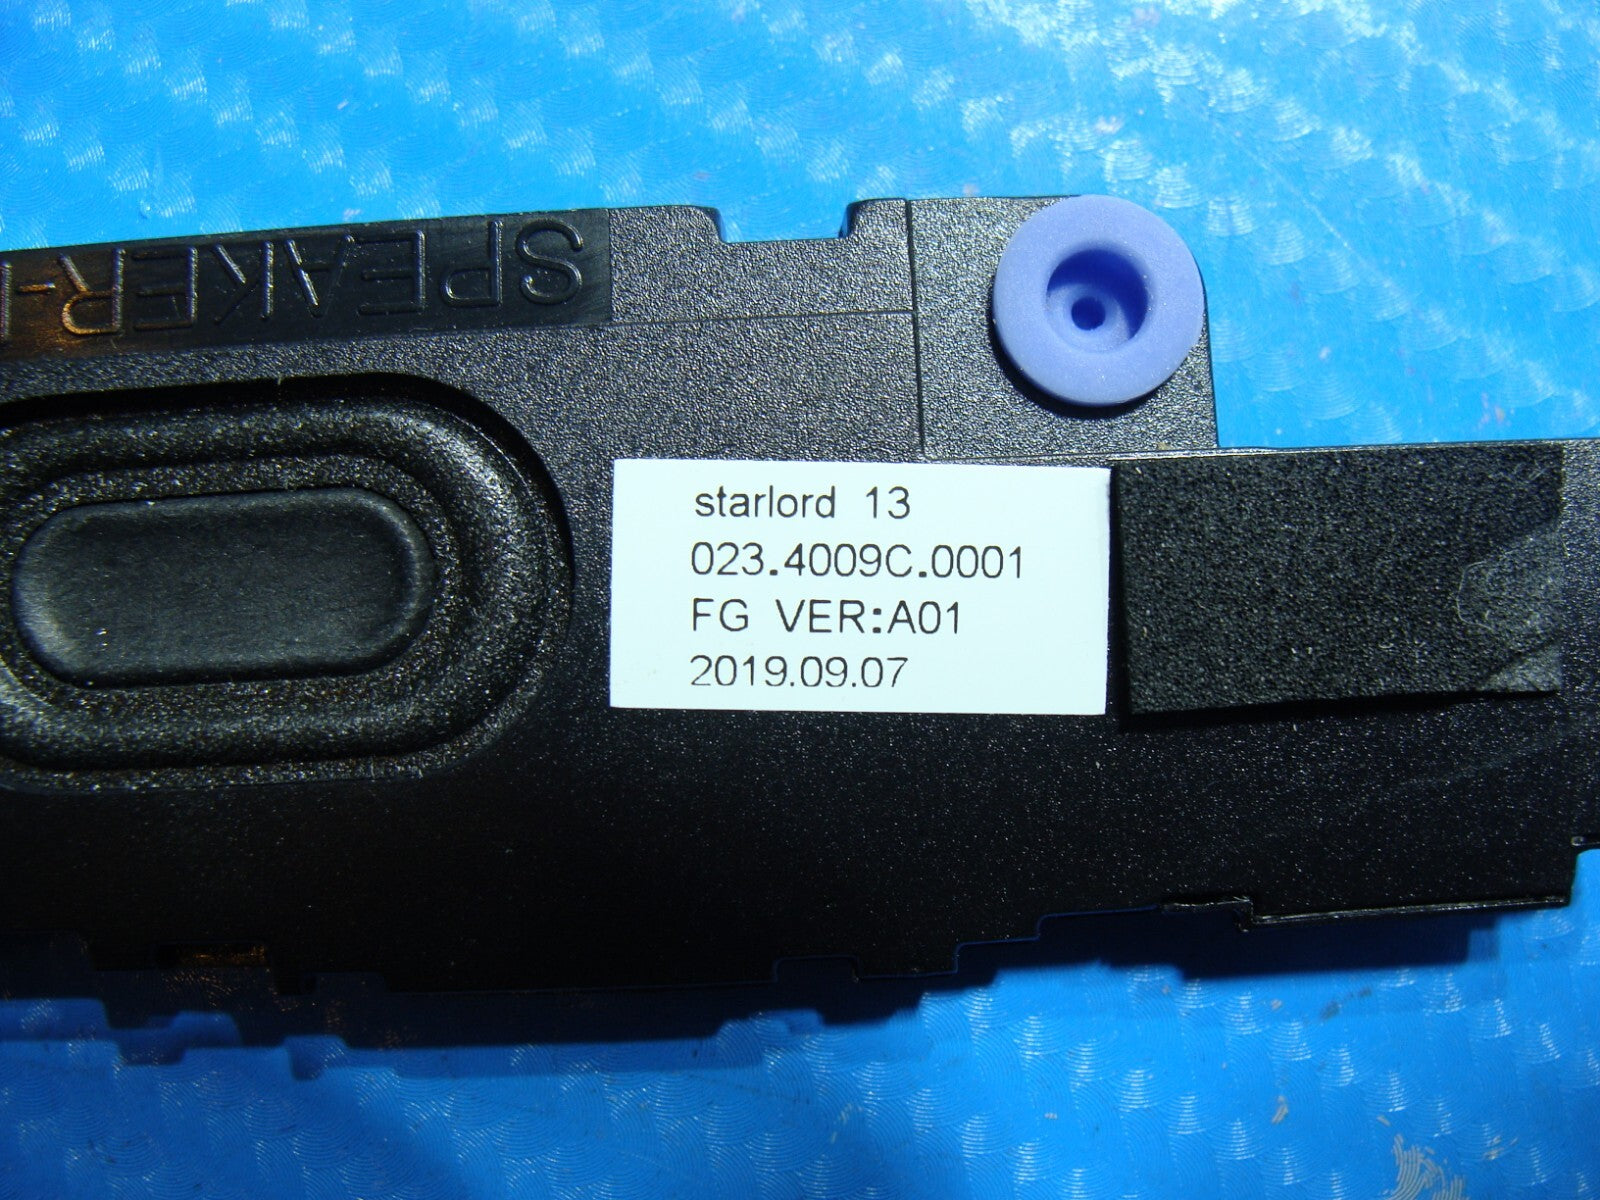 SPEAKER-
starlord 13
023.4009C.0001
FG VER:A01
2019.09.07